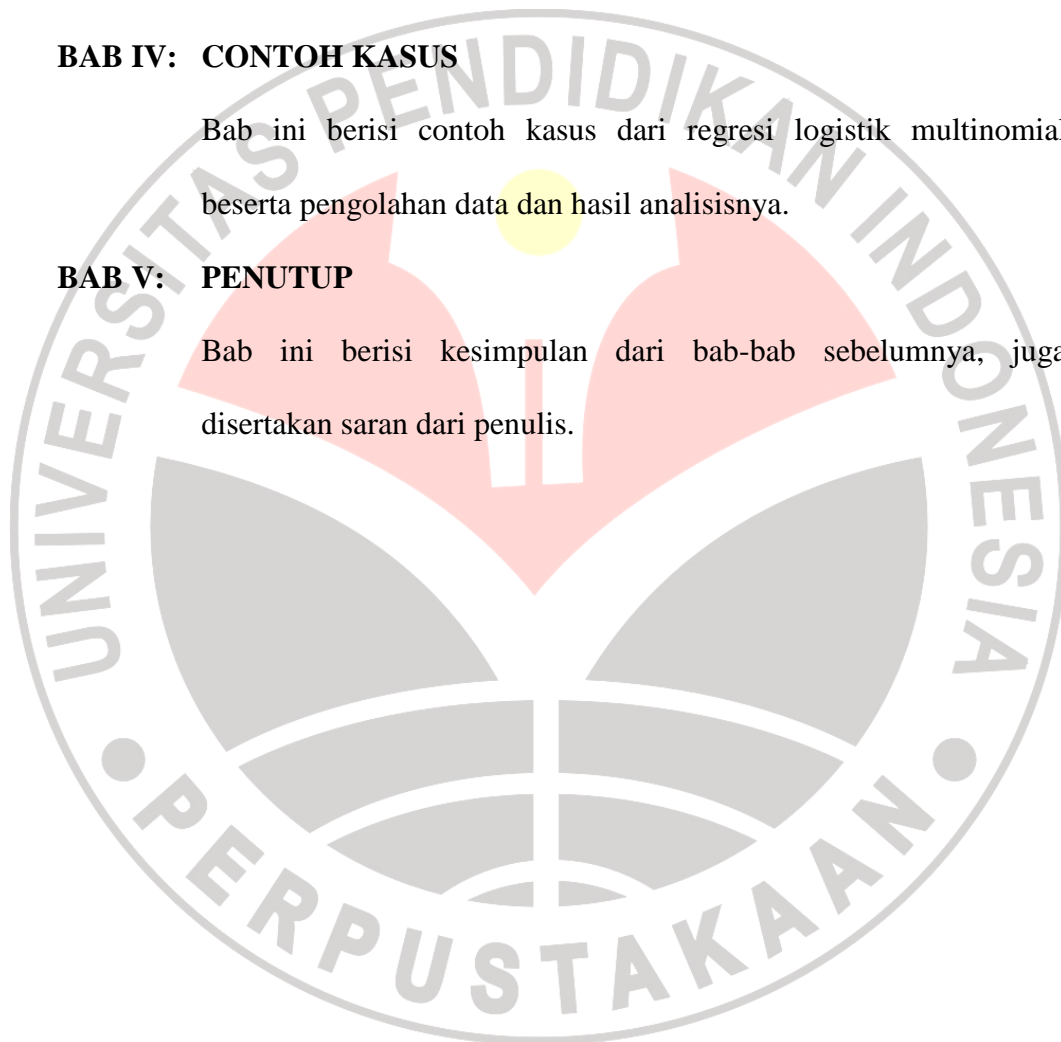 BAB IV: CONTOH KASUS
Bab ini berisi contoh kasus dari regresi logistik multinomial
beserta pengolahan data dan hasil analisisnya.
BAB V: PENUTUP
Bab ini berisi kesimpulan dari bab-bab sebelumnya, juga
disertakan saran dari penulis.
UNIVERSITAS PENDIDIKAN INDONESIA
PERPUSTAKAAN